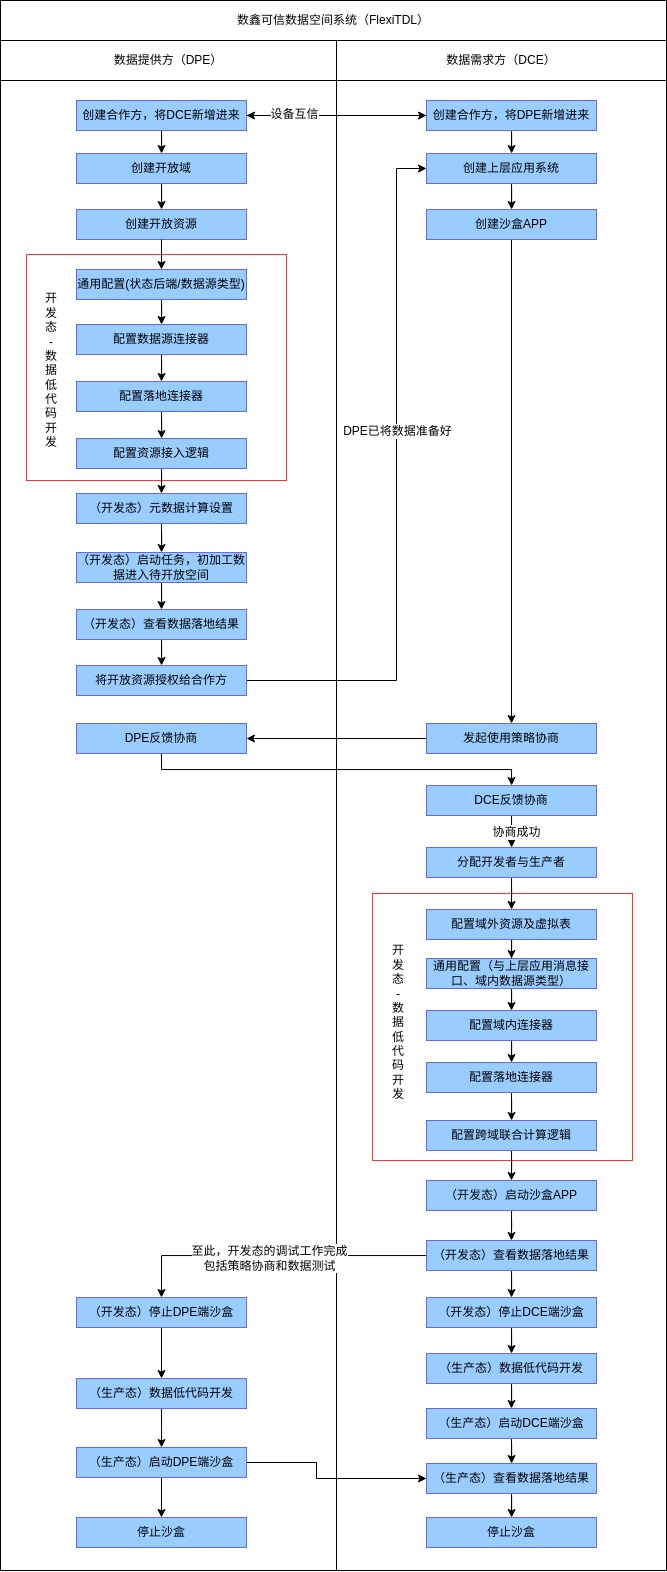 数鑫可信数据空间系统（FlexiTDL）
数据提供方（DPE）
数据需求方（DCE）
创建合作方，将DCE新增进来
设备互信
创建合作方，将DPE新增进来
创建开放域
创建上层应用系统
创建开放资源
创建沙盒APP
开发态-数据低代码开发
通用配置(状态后端/数据源类型)
配置数据源连接器
配置落地连接器
配置资源接入逻辑
DPE已将数据准备好
（开发态）元数据计算设置
（开发态）启动任务，初加工数
据进入待开放空间
（开发态）查看数据落地结果
将开放资源授权给合作方
DPE反馈协商
发起使用策略协商
DCE反馈协商
协商成功
分配开发者与生产者
开发态-数据低代码开发
配置域外资源及虚拟表
通用配置（与上层应用消息接
口、域内数据源类型）
配置域内连接器
配置落地连接器
配置跨域联合计算逻辑
（开发态）启动沙盒APP
至此，开发态的调试工作完成
包括策略协商和数据测试
（开发态）查看数据落地结果
（开发态）停止DPE端沙盒
（开发态）停止DCE端沙盒
（生产态）数据低代码开发
（生产态）数据低代码开发
（生产态）启动DCE端沙盒
（生产态）启动DPE端沙盒
（生产态）查看数据落地结果
停止沙盒
停止沙盒